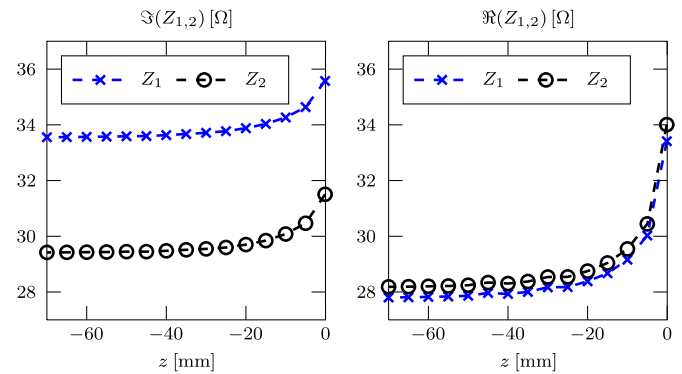 ℑ(Z₁,₂) [Ω]
36
34
32
30
28
Z₁ Z₂
−60 −40 −20 0
z [mm]
ℜ(Z₁,₂) [Ω]
36
34
32
30
28
Z₁ Z₂
−60 −40 −20 0
z [mm]